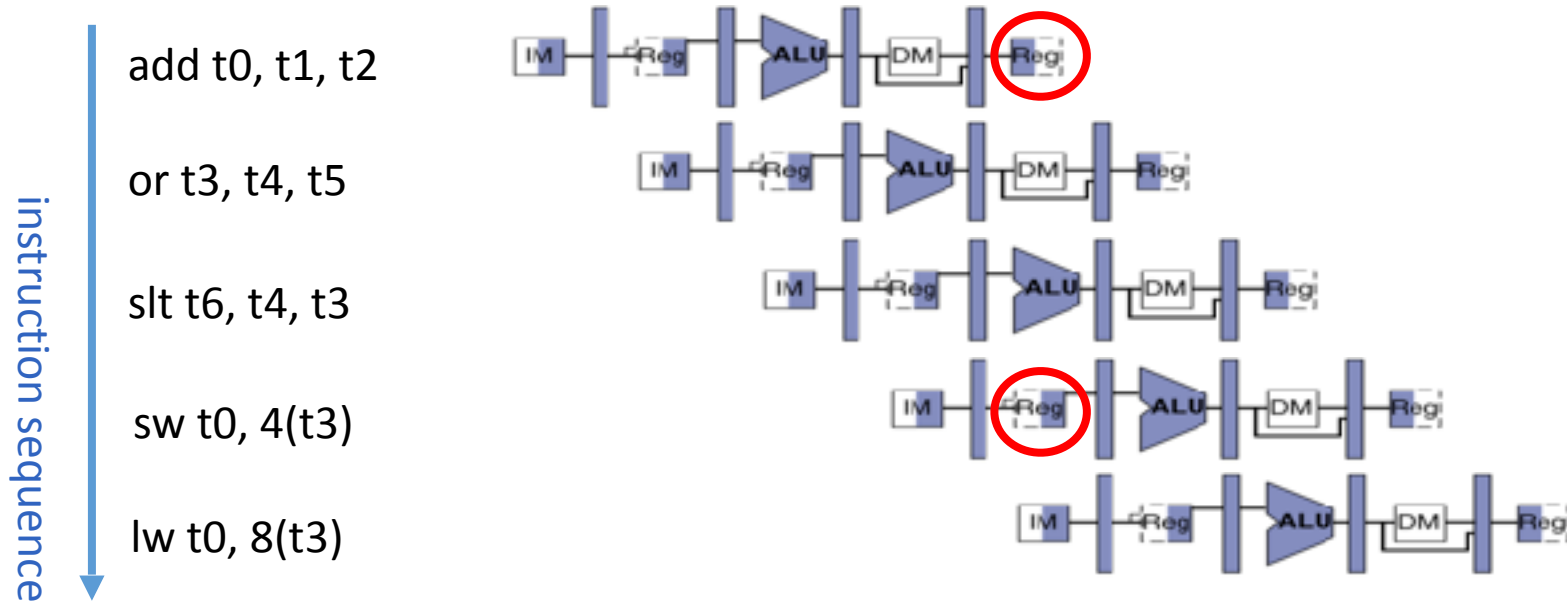 add t0, t1, t2
IM Reg ALU DM Reg
or t3, t4, t5
IM Reg ALU DM Reg
slt t6, t4, t3
IM Reg ALU DM Reg
sw t0, 4(t3)
IM Reg ALU DM Reg
lw t0, 8(t3)
IM Reg ALU DM Reg
instruction sequence